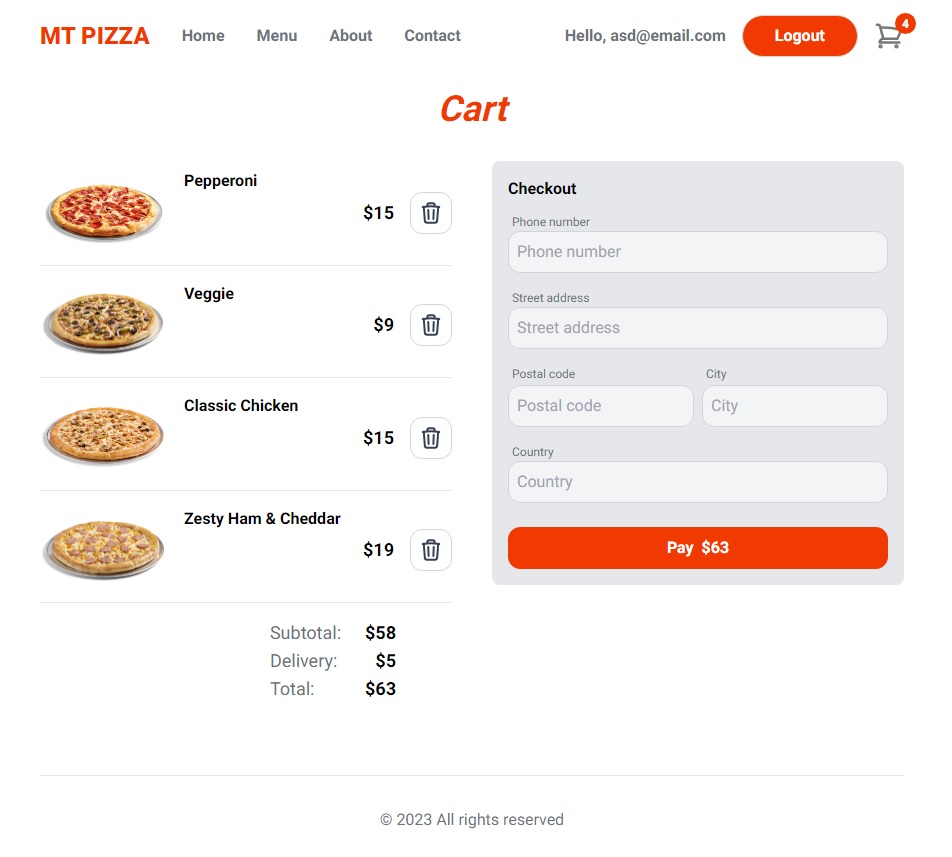 MT PIZZA Home Menu About Contact Hello, asd@email.com Logout 4
Cart
Pepperoni
$15
Veggie
$9
Classic Chicken
$15
Zesty Ham & Cheddar
$19
Subtotal: $58
Delivery: $5
Total: $63
Checkout
Phone number
Phone number
Street address
Street address
Postal code City
Postal code City
Country
Country
Pay $63
© 2023 All rights reserved